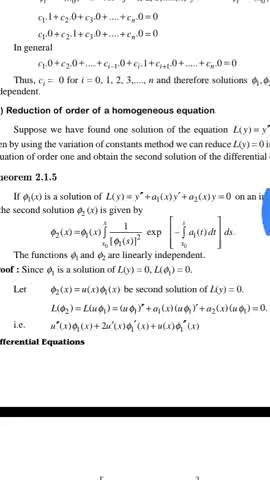 c₁.1+c₂.0+c₃.0+....+cₙ.0=0
c₁.0+c₂.1+c₃.0+....+cₙ.0=0
In general
c₁.0+c₂.0+....+cᵢ₋₁.0+cᵢ.1+cᵢ₊₁.0+.....+cₙ.0=0
Thus, cᵢ = 0 for i = 0, 1, 2, 3,...., n and therefore solutions ϕ₁, ϕ
dependent.
) Reduction of order of a homogeneous equation
Suppose we have found one solution of the equation L(y) = y″
en by using the variation of constants method we can reduce L(y)=0 i
uation of order one and obtain the second solution of the differential
eorem 2.1.5
If ϕ₁(x) is a solution of L(y) = y″+a₁(x)y′+a₂(x)y=0 on an in
the second solution ϕ₂(x) is given by
ϕ₂(x)=ϕ₁(x) ∫ₓ₀ˣ 1/[ϕ₁(s)]² exp [−∫ₓ₀ˢ a₁(t)dt] ds.
The functions ϕ₁ and ϕ₂ are linearly independent.
roof : Since ϕ₁ is a solution of L(y)=0, L(ϕ₁)=0.
Let ϕ₂(x)=u(x)ϕ₁(x) be second solution of L(y)=0.
L(ϕ₂)=L(uϕ₁)=(uϕ₁)″+a₁(x)(uϕ₁)′+a₂(x)(uϕ₁)=0.
i.e. u″(x)ϕ₁(x)+2u′(x)ϕ₁′(x)+u(x)ϕ₁″(x)
ifferential Equations